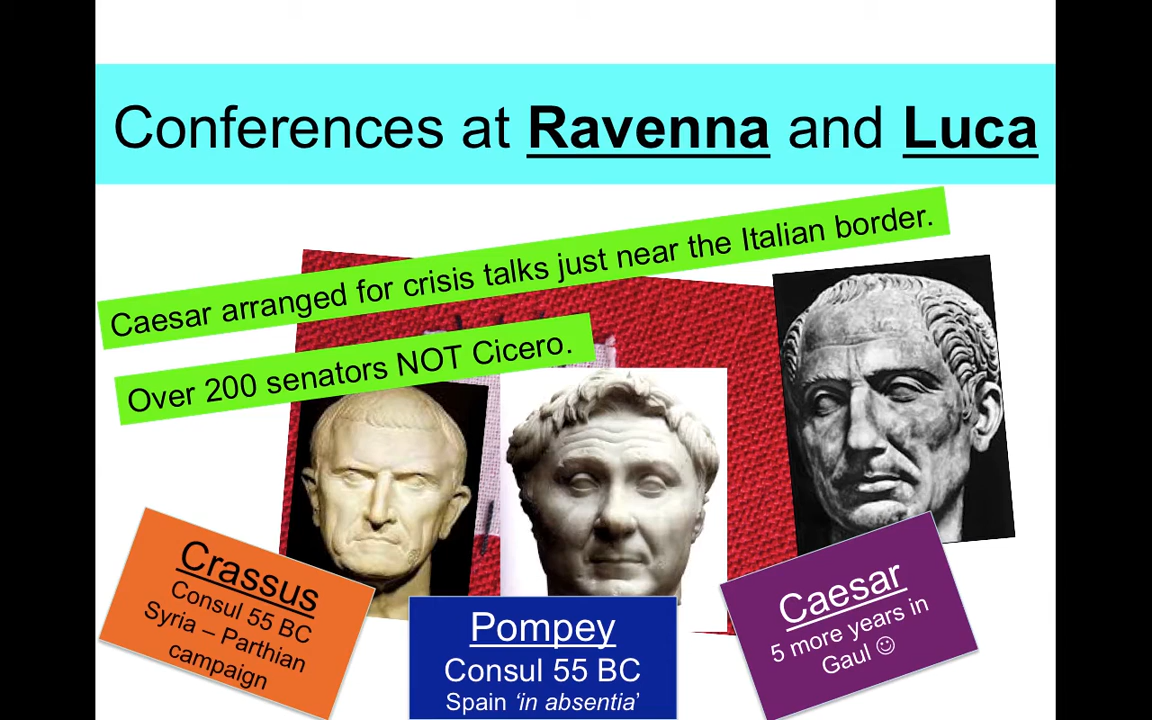 Conferences at Ravenna and Luca
Caesar arranged for crisis talks just near the Italian border.
Over 200 senators NOT Cicero.
Crassus
Consul 55 BC
Syria – Parthian
campaign
Pompey
Consul 55 BC
Spain ‘in absentia’
Caesar
5 more years in
Gaul ☺